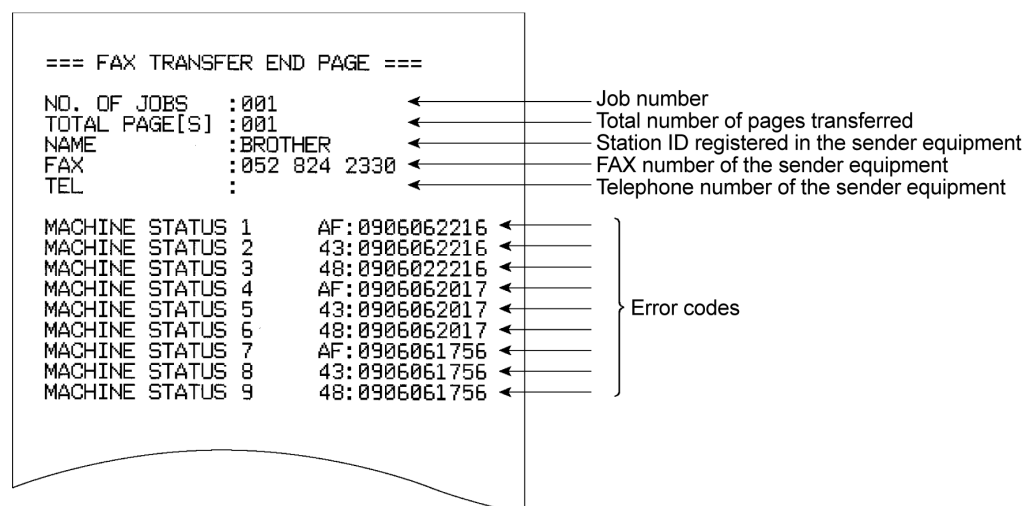 === FAX TRANSFER END PAGE ===
NO. OF JOBS :001 Job number
TOTAL PAGE[S] :001 Total number of pages transferred
NAME :BROTHER Station ID registered in the sender equipment
FAX :052 824 2330 FAX number of the sender equipment
TEL : Telephone number of the sender equipment
MACHINE STATUS 1 AF:0906062216
MACHINE STATUS 2 43:0906062216
MACHINE STATUS 3 48:0906022216
MACHINE STATUS 4 AF:0906062017
MACHINE STATUS 5 43:0906062017 Error codes
MACHINE STATUS 6 48:0906062017
MACHINE STATUS 7 AF:0906061756
MACHINE STATUS 8 43:0906061756
MACHINE STATUS 9 48:0906061756